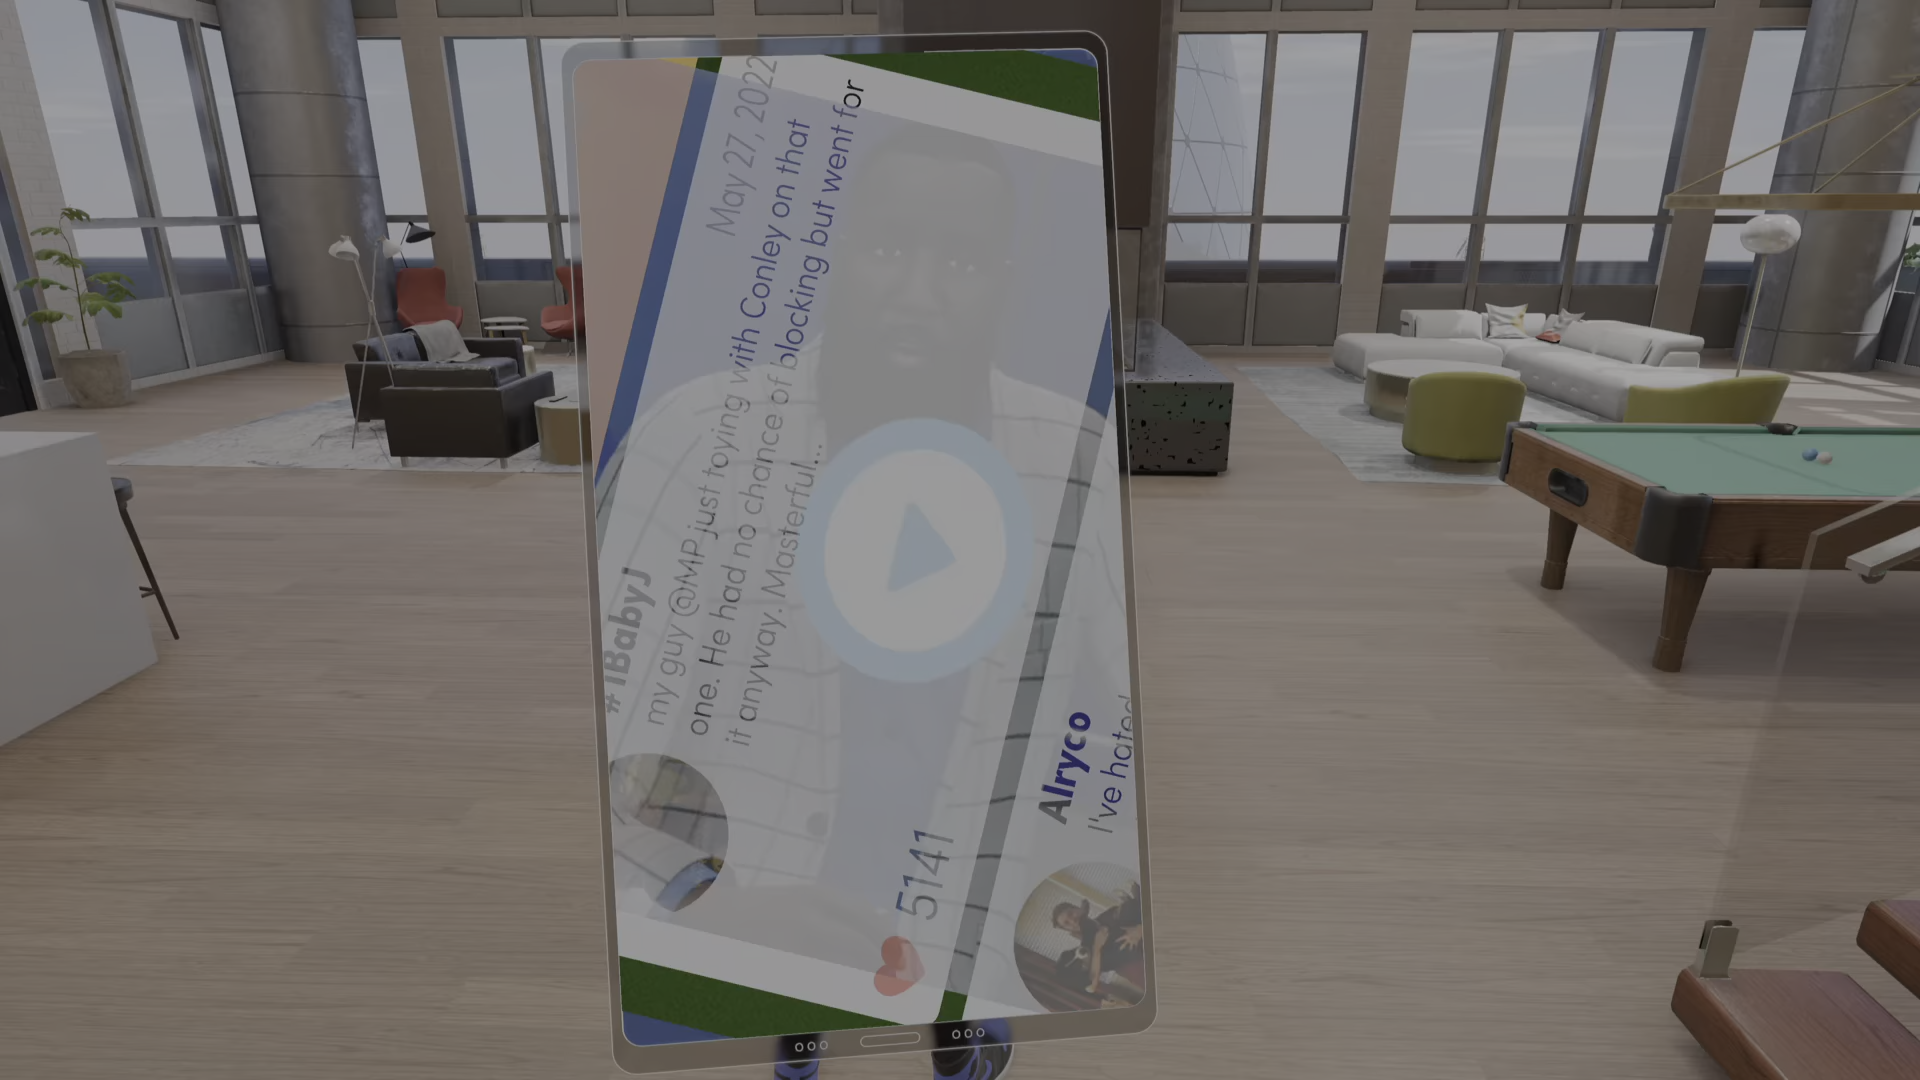 #1BabyJ
May 27, 2022
my guy @MP just toying with Conley on that
one. He had no chance of blocking but went for
it anyway. Masterful...
5141
Alryco
I've hated